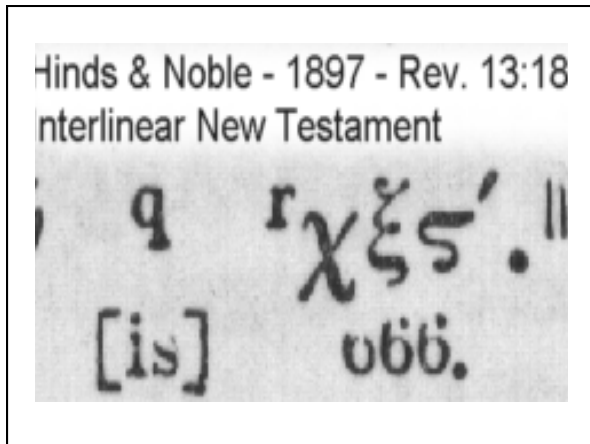 Hinds & Noble - 1897 - Rev. 13:18
nterlinear New Testament
q ʳχξϛʹ.‖
[is] 666.